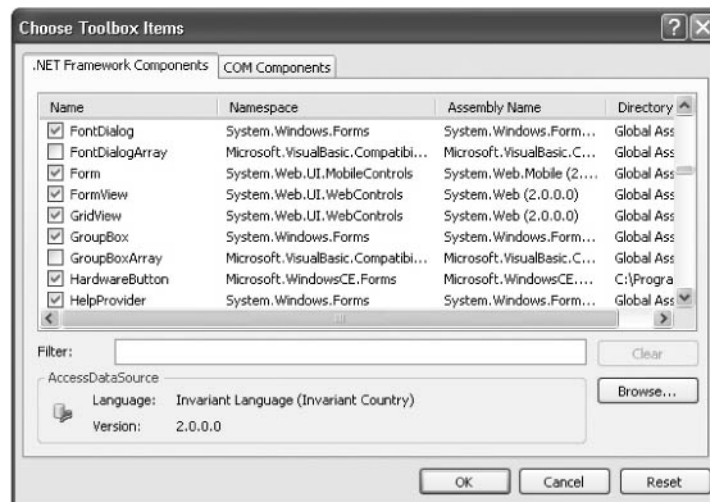 Choose Toolbox Items
.NET Framework Components COM Components
Name Namespace Assembly Name Directory
FontDialog System.Windows.Forms System.Windows.Form... Global Ass
FontDialogArray Microsoft.VisualBasic.Compatibi... Microsoft.VisualBasic.C... Global Ass
Form System.Web.UI.MobileControls System.Web.Mobile (2.... Global Ass
FormView System.Web.UI.WebControls System.Web (2.0.0.0) Global Ass
GridView System.Web.UI.WebControls System.Web (2.0.0.0) Global Ass
GroupBox System.Windows.Forms System.Windows.Form... Global Ass
GroupBoxArray Microsoft.VisualBasic.Compatibi... Microsoft.VisualBasic.C... Global Ass
HardwareButton Microsoft.WindowsCE.Forms Microsoft.WindowsCE.... C:\Progra
HelpProvider System.Windows.Forms System.Windows.Form... Global Ass
Filter: Clear
AccessDataSource
Language: Invariant Language (Invariant Country) Browse...
Version: 2.0.0.0
OK Cancel Reset